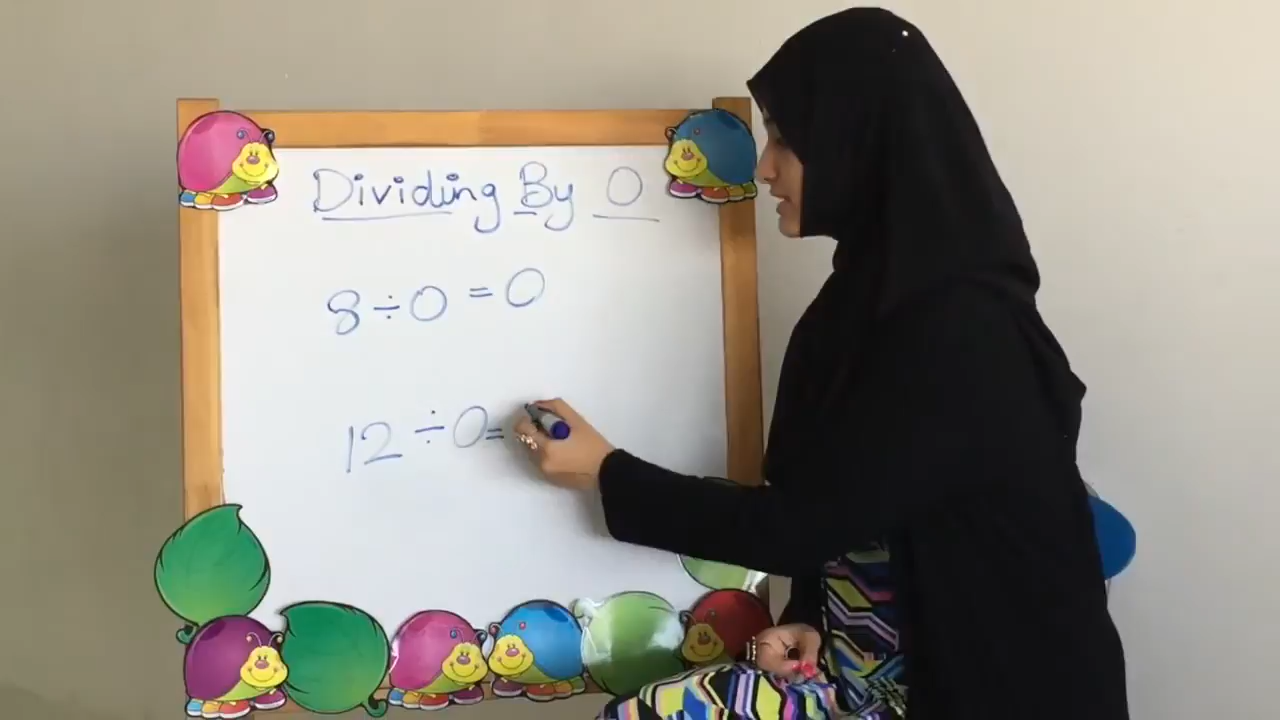 Dividing By 0
8 ÷ 0 = 0
12 ÷ 0 =